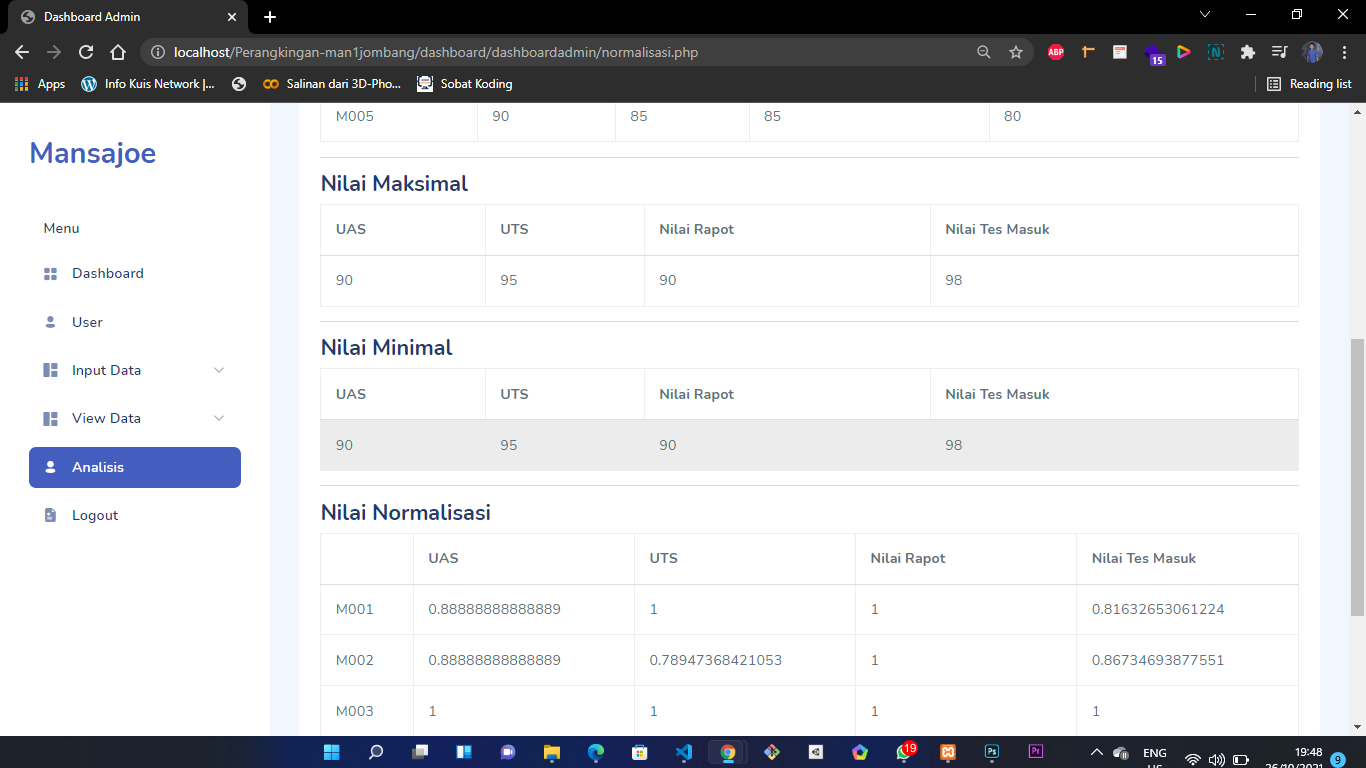 Dashboard Admin
localhost/Perangkingan-man1jombang/dashboard/dashboardadmin/normalisasi.php
ABP
15
N
Apps
Info Kuis Network |...
Salinan dari 3D-Pho...
Sobat Koding
Reading list
Mansajoe
Menu
Dashboard
User
Input Data
View Data
Analisis
Logout
M005 90 85 85 80
Nilai Maksimal
UAS UTS Nilai Rapot Nilai Tes Masuk
90 95 90 98
Nilai Minimal
UAS UTS Nilai Rapot Nilai Tes Masuk
90 95 90 98
Nilai Normalisasi
UAS UTS Nilai Rapot Nilai Tes Masuk
M001 0.88888888888889 1 1 0.81632653061224
M002 0.88888888888889 0.78947368421053 1 0.86734693877551
M003 1 1 1 1
19
Ps
Pr
ENG
19:48
26/10/2021
9